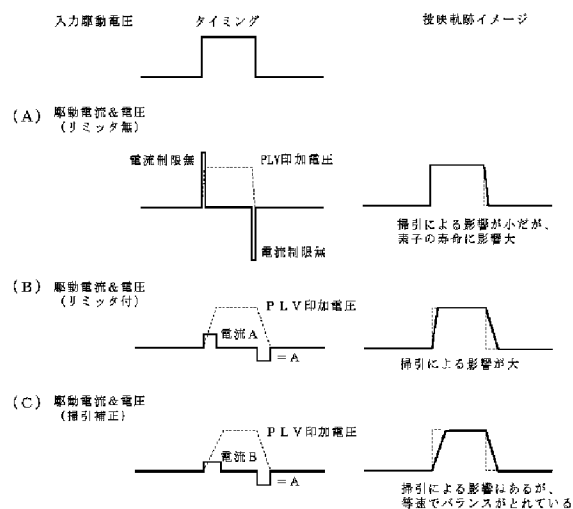 入力駆動電圧 タイミング 投映軌跡イメージ
(A) 駆動電流&電圧
(リミッタ無)
電流制限無 PLV印加電圧
電流制限無
掃引による影響が小だが、
素子の寿命に影響大
(B) 駆動電流&電圧
(リミッタ付)
PLV印加電圧
電流A
=A
掃引による影響が大
(C) 駆動電流&電圧
(掃引補正)
PLV印加電圧
電流B
=A
掃引による影響はあるが、
等速でバランスがとれている